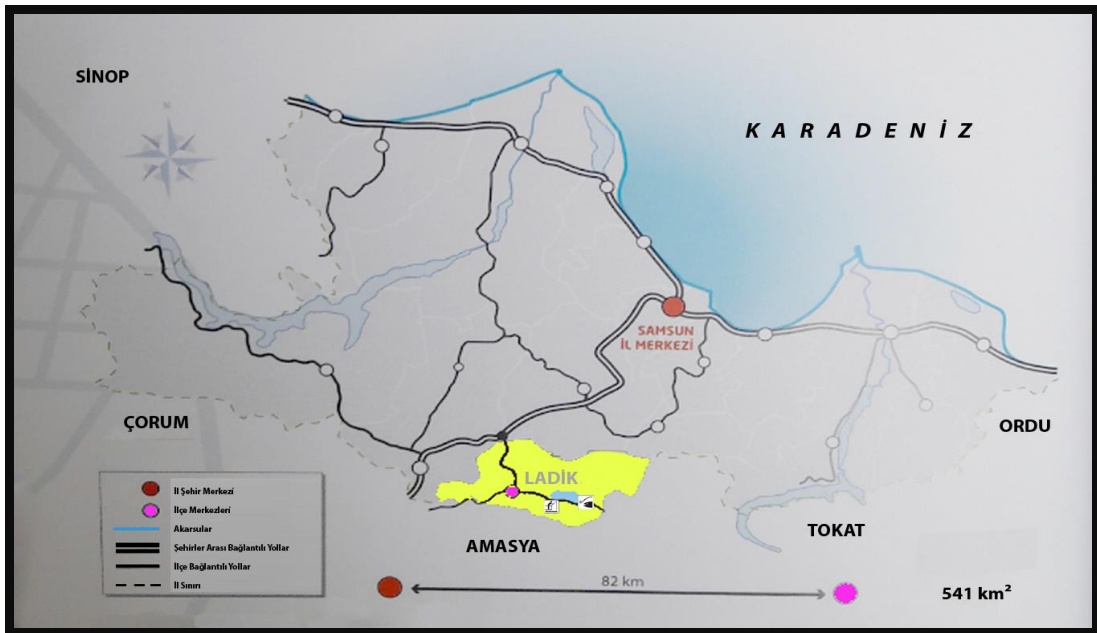 SİNOP
N
K A R A D E N İ Z
SAMSUN
İL MERKEZİ
ÇORUM
ORDU
LADİK
İl Şehir Merkezi
İlçe Merkezleri
Akarsular
Şehirler Arası Bağlantılı Yollar
İlçe Bağlantılı Yollar
İl Sınırı
AMASYA
TOKAT
82 km
541 km²